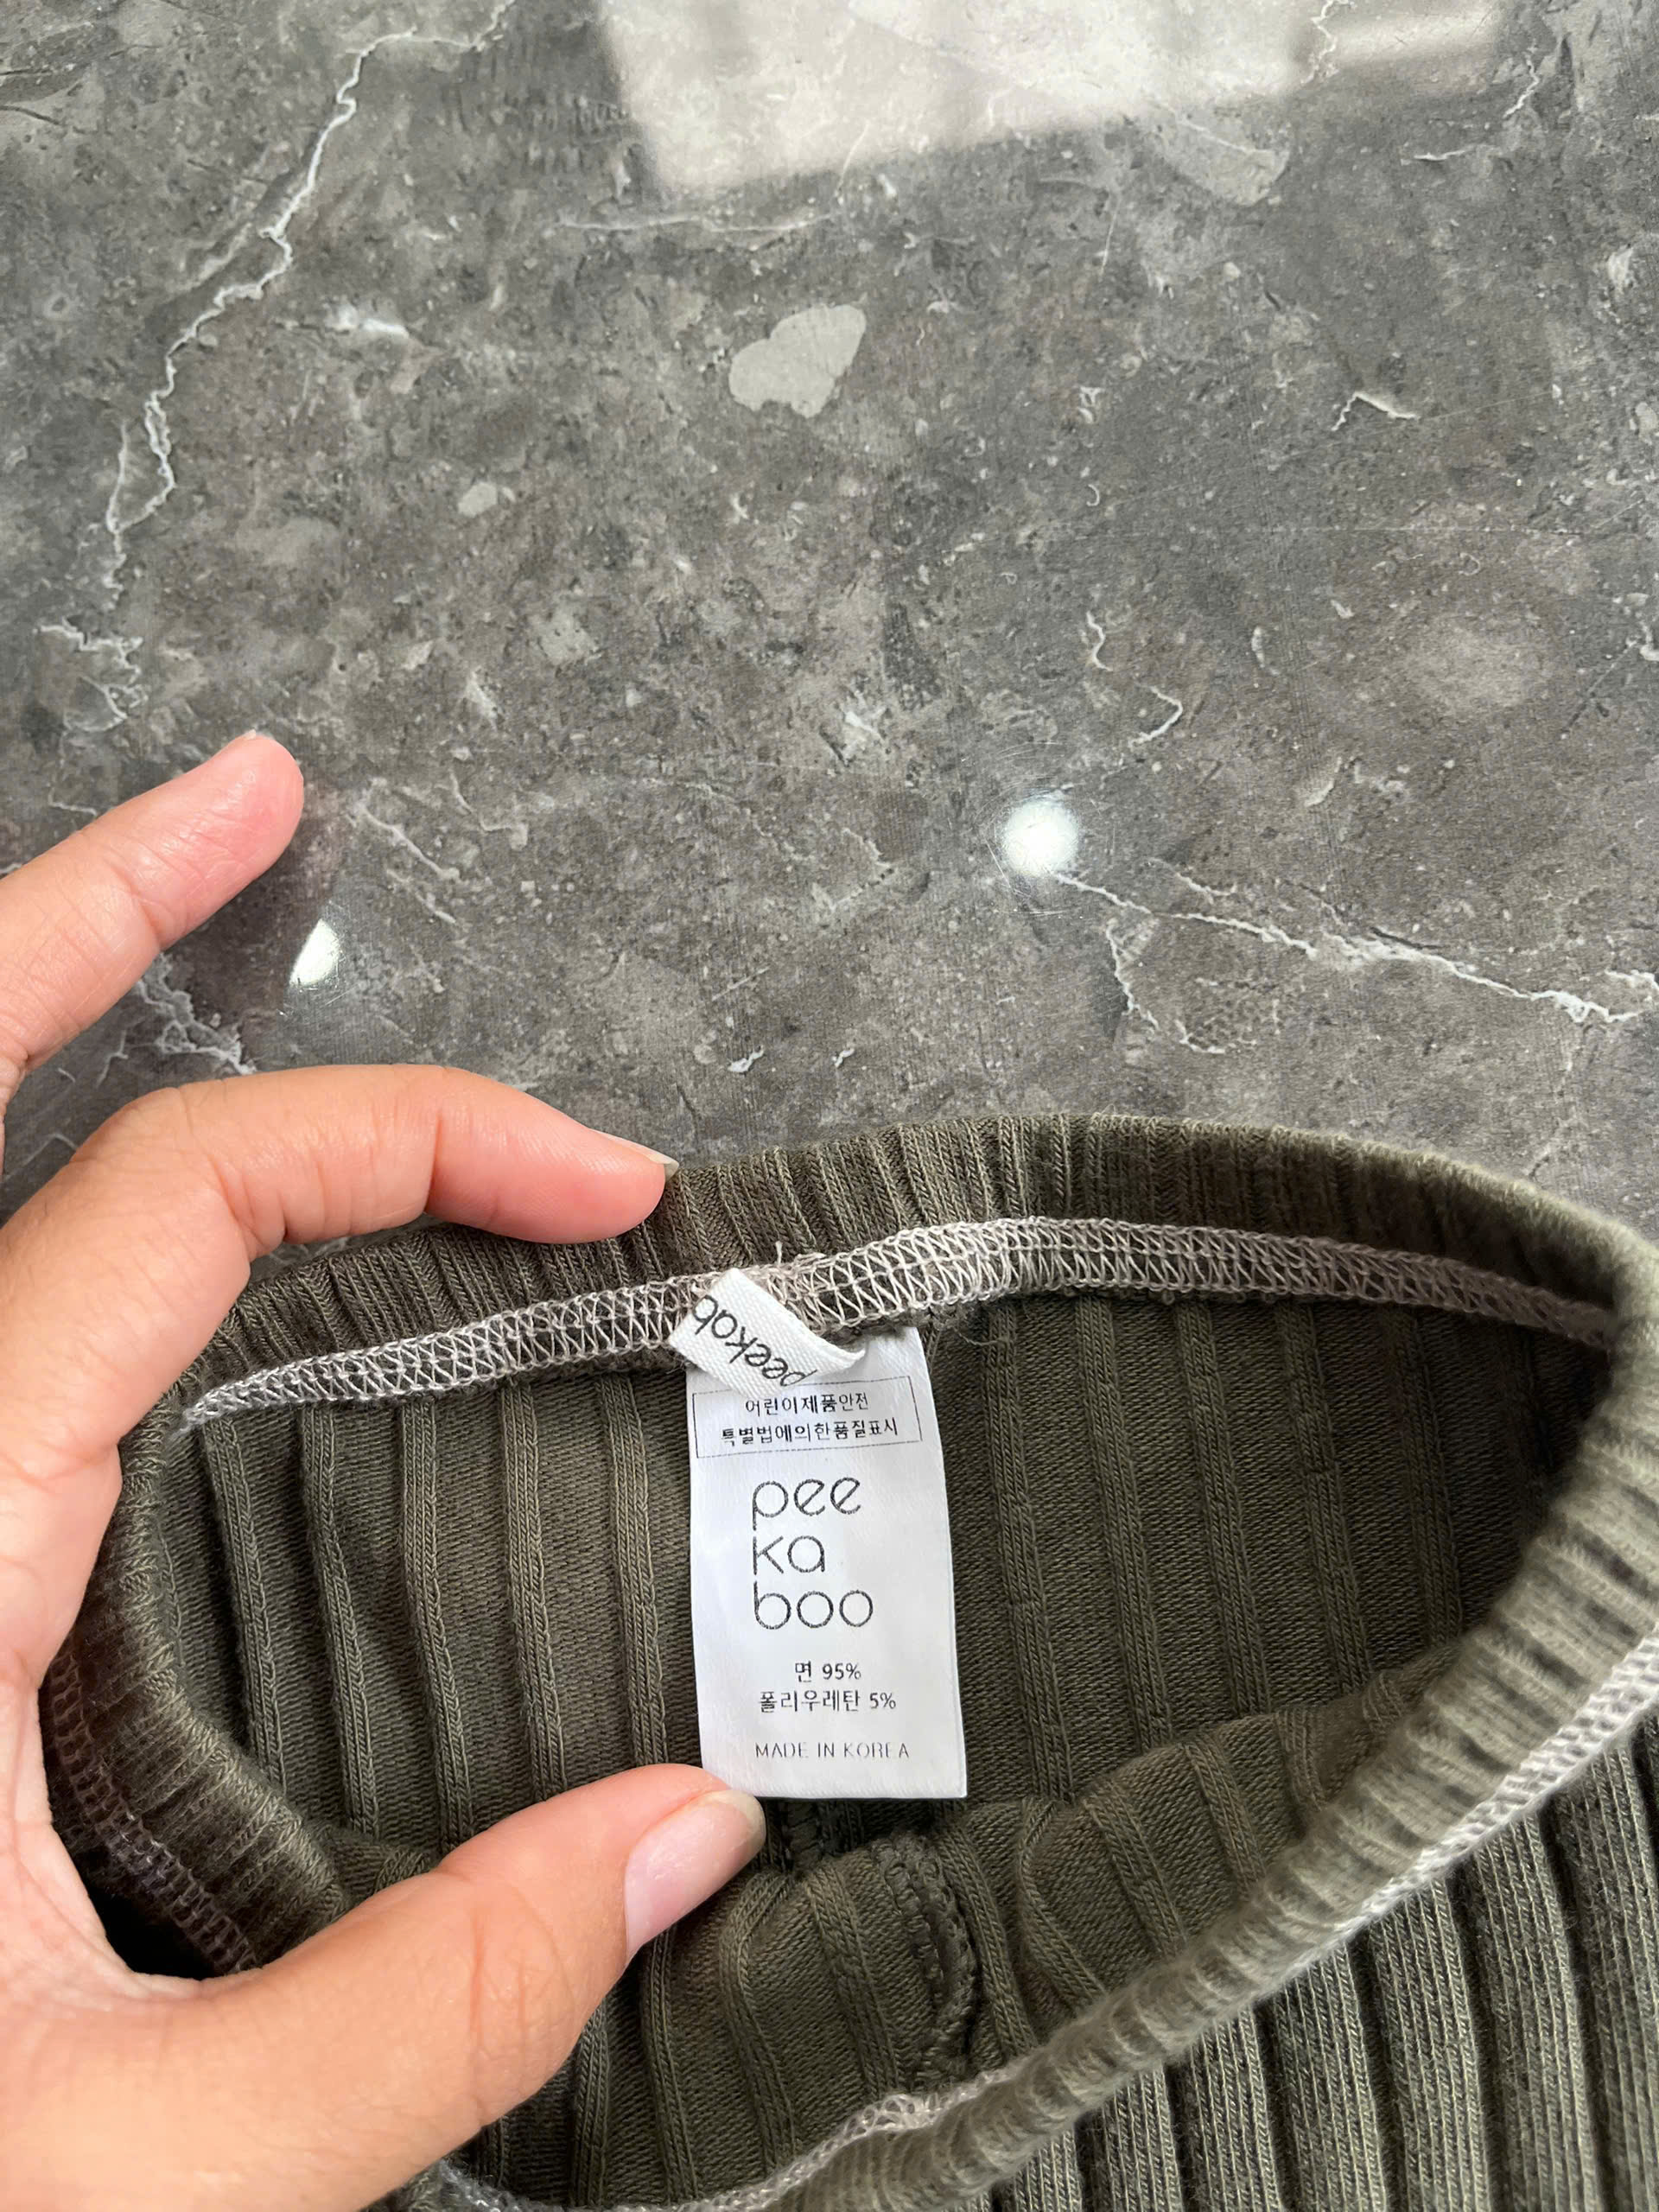 peekab
어린이제품안전
특별법에의한품질표시
pee
ka
boo
면 95%
폴리우레탄 5%
MADE IN KOREA